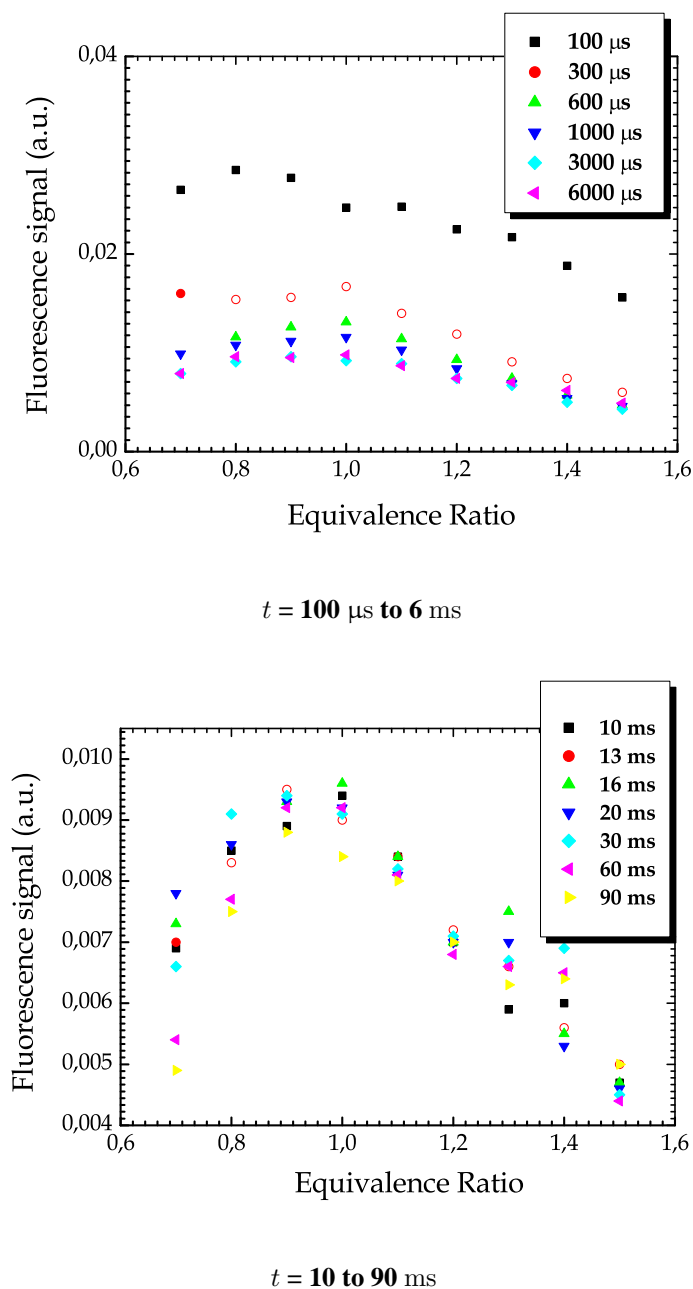 100 μs
300 μs
600 μs
1000 μs
3000 μs
6000 μs
0,04
0,02
0,00
0,6 0,8 1,0 1,2 1,4 1,6
Fluorescence signal (a.u.)
Equivalence Ratio
t = 100 μs to 6 ms
10 ms
13 ms
16 ms
20 ms
30 ms
60 ms
90 ms
0,010
0,009
0,008
0,007
0,006
0,005
0,004
0,6 0,8 1,0 1,2 1,4 1,6
Fluorescence signal (a.u.)
Equivalence Ratio
t = 10 to 90 ms